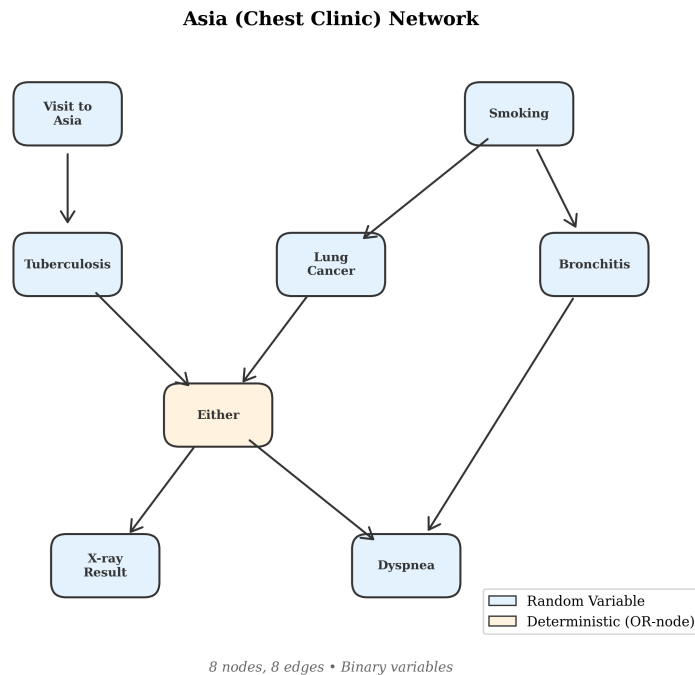 Asia (Chest Clinic) Network
Visit to
Asia
Smoking
Tuberculosis
Lung
Cancer
Bronchitis
Either
X-ray
Result
Dyspnea
Random Variable
Deterministic (OR-node)
8 nodes, 8 edges • Binary variables